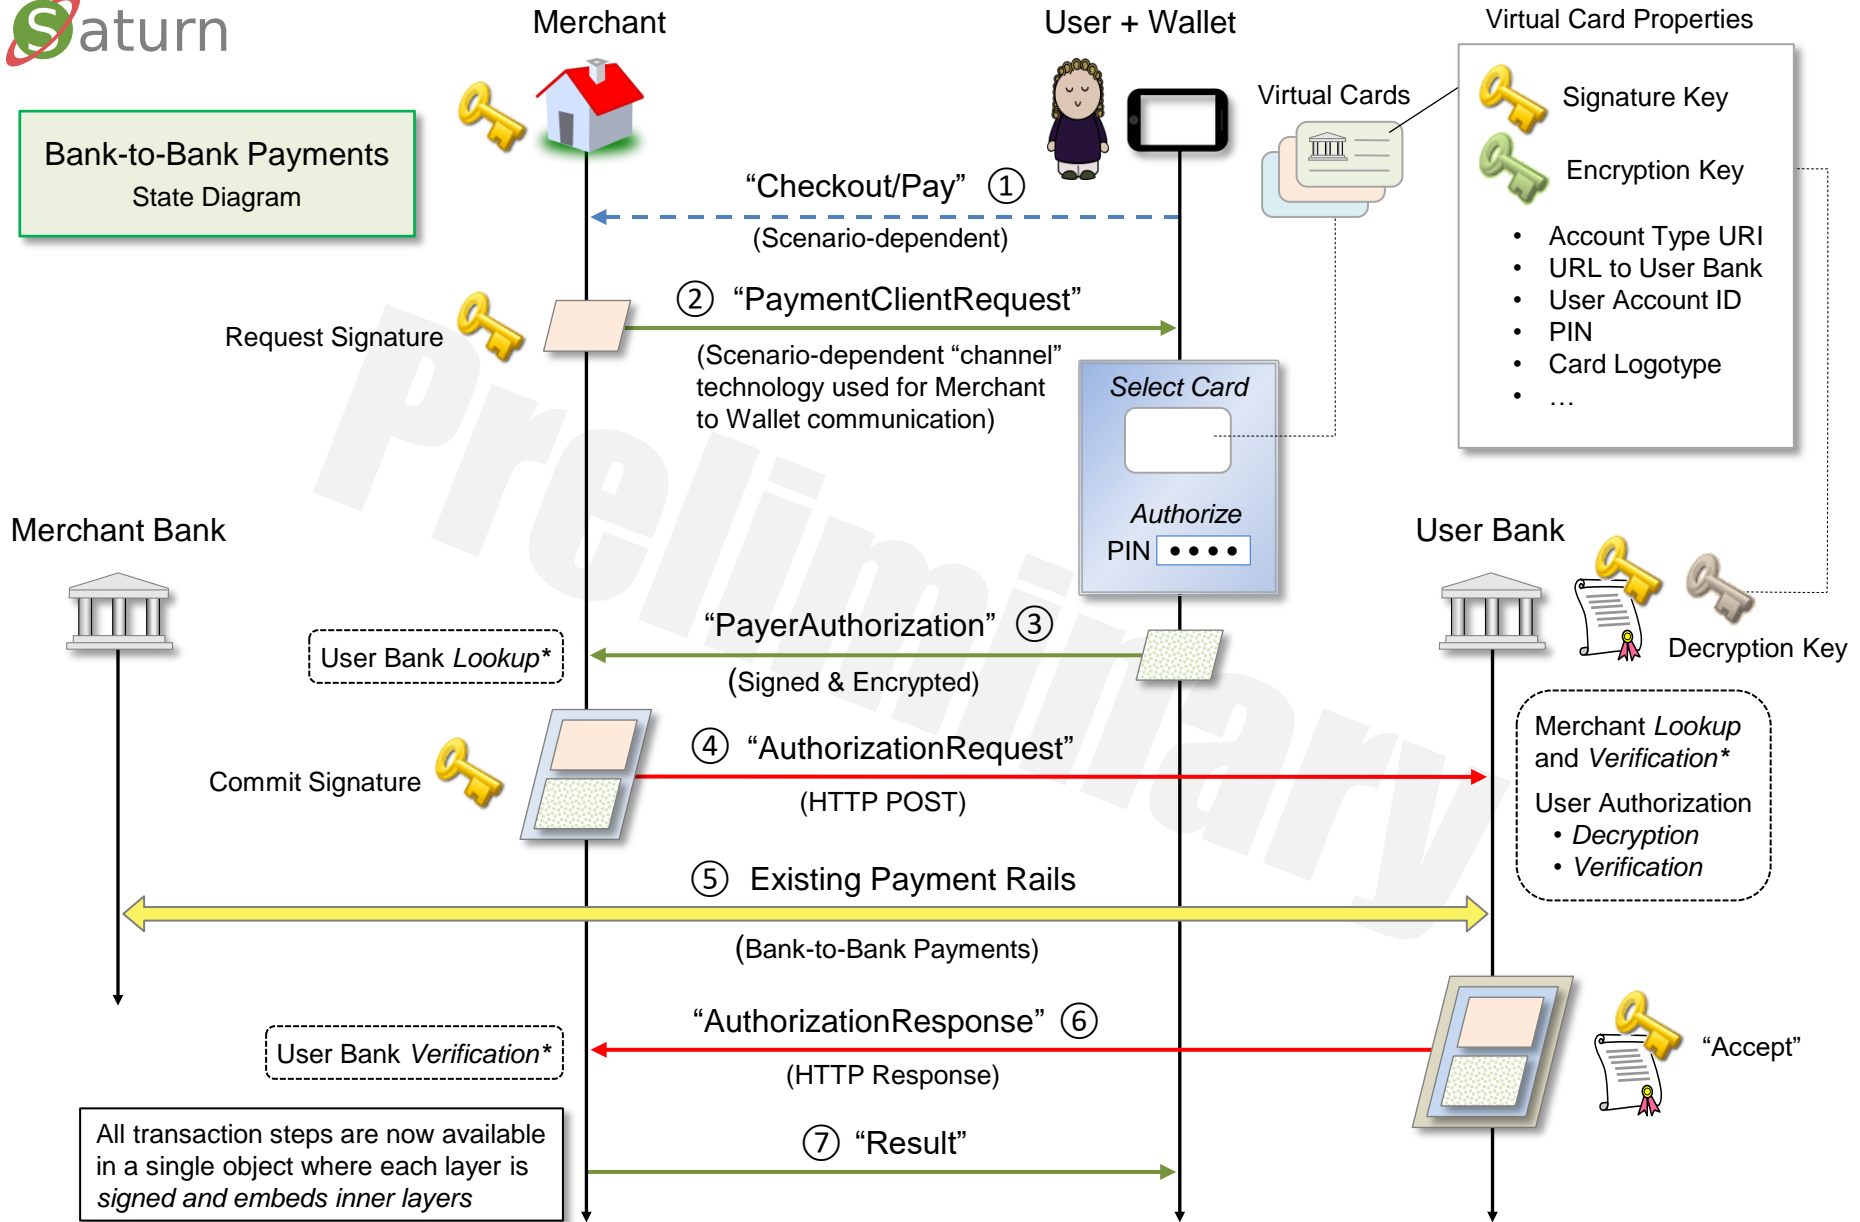 Saturn
Merchant
User + Wallet
Virtual Card Properties
Bank-to-Bank Payments
State Diagram
Virtual Cards
Signature Key
Encryption Key
• Account Type URI
• URL to User Bank
• User Account ID
• PIN
• Card Logotype
• …
“Checkout/Pay” ①
(Scenario-dependent)
② “PaymentClientRequest”
Request Signature
(Scenario-dependent “channel”
technology used for Merchant
to Wallet communication)
Select Card
Authorize
PIN ● ● ● ●
Preliminary
Merchant Bank
User Bank
Decryption Key
“PayerAuthorization” ③
(Signed & Encrypted)
User Bank Lookup*
④ “AuthorizationRequest”
(HTTP POST)
Commit Signature
Merchant Lookup
and Verification*
User Authorization
• Decryption
• Verification
⑤ Existing Payment Rails
(Bank-to-Bank Payments)
“AuthorizationResponse” ⑥
(HTTP Response)
User Bank Verification*
“Accept”
All transaction steps are now available
in a single object where each layer is
signed and embeds inner layers
⑦ “Result”